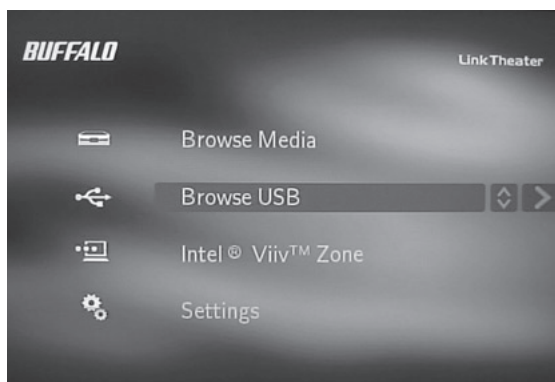 BUFFALO
LinkTheater
Browse Media
Browse USB
Intel ® Viiv™ Zone
Settings